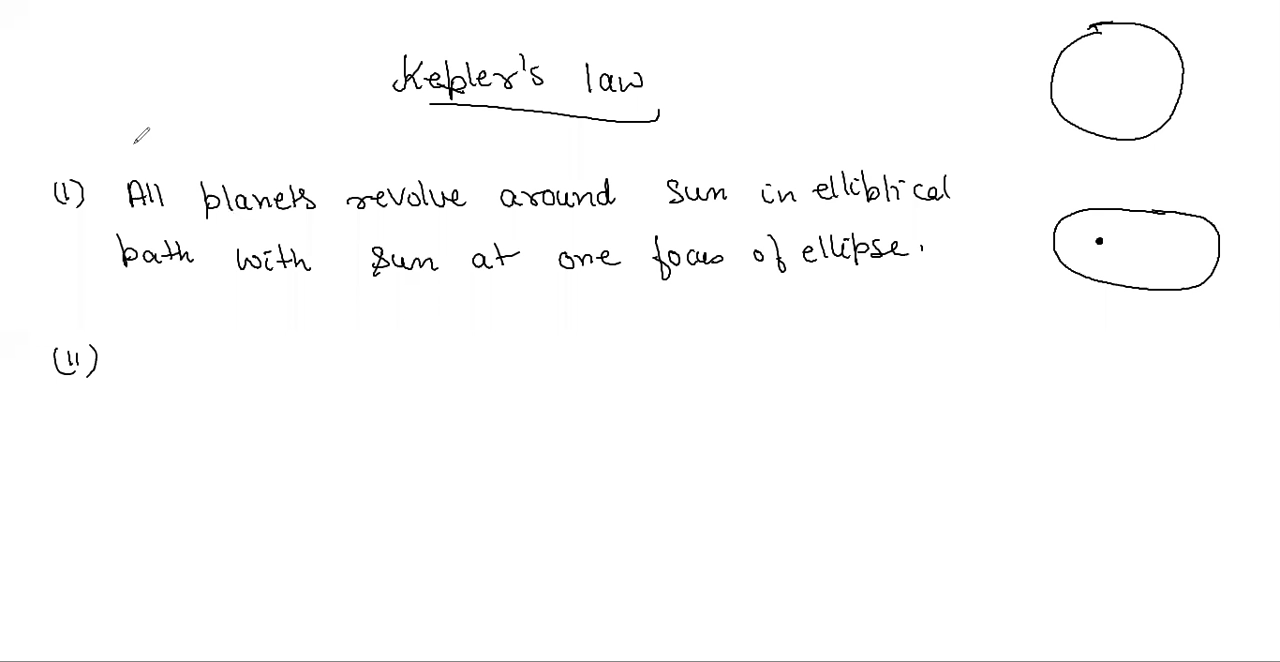 Kepler's law
(I) All planets revolve around sun in elliptical
path with sun at one focus of ellipse.
(II)